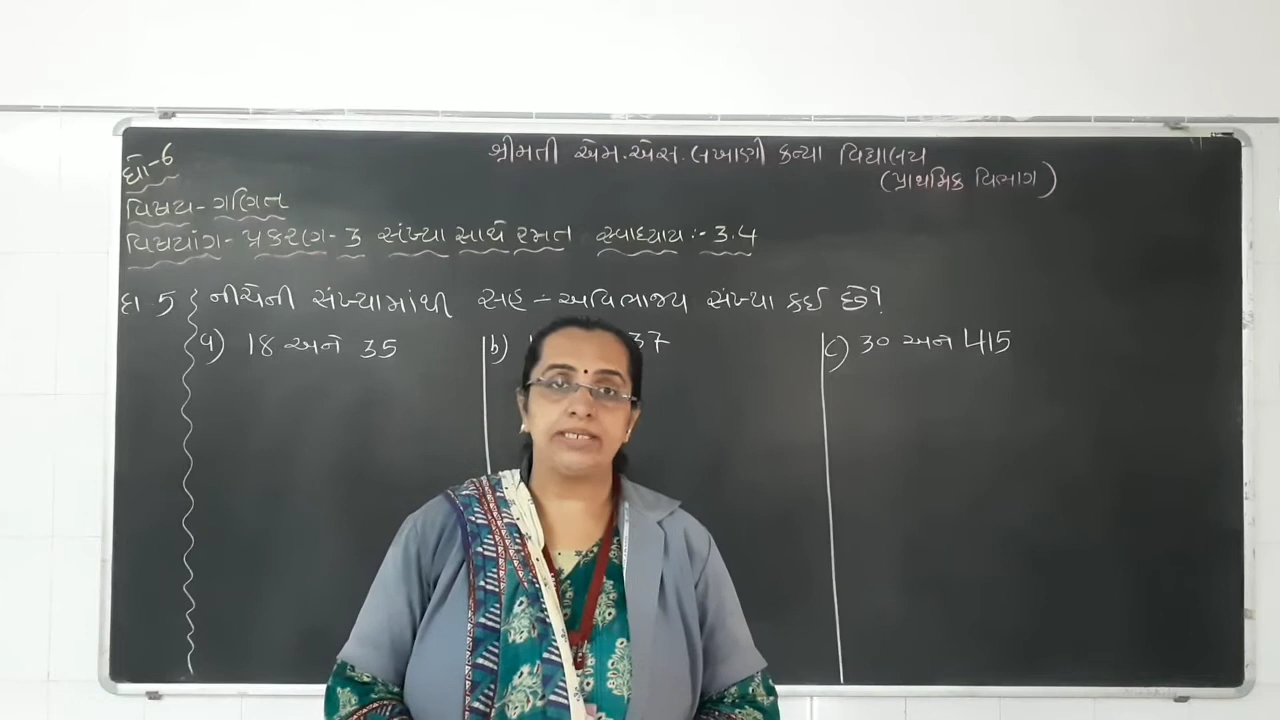 શ્રીમતી એમ.એસ.લખાણી કન્યા વિદ્યાલય
(પ્રાથમિક વિભાગ)
ધો-6
વિષય- ગણિત
વિષયાંગ- પ્રકરણ- 3 સંખ્યા સાથે રમત સ્વાધ્યાય :- 3.4
દા 5 નીચેની સંખ્યામાંથી સહ - અવિભાજ્ય સંખ્યા કઈ છે?
a) 18 અને 35 b) 37 c) 30 અને 415